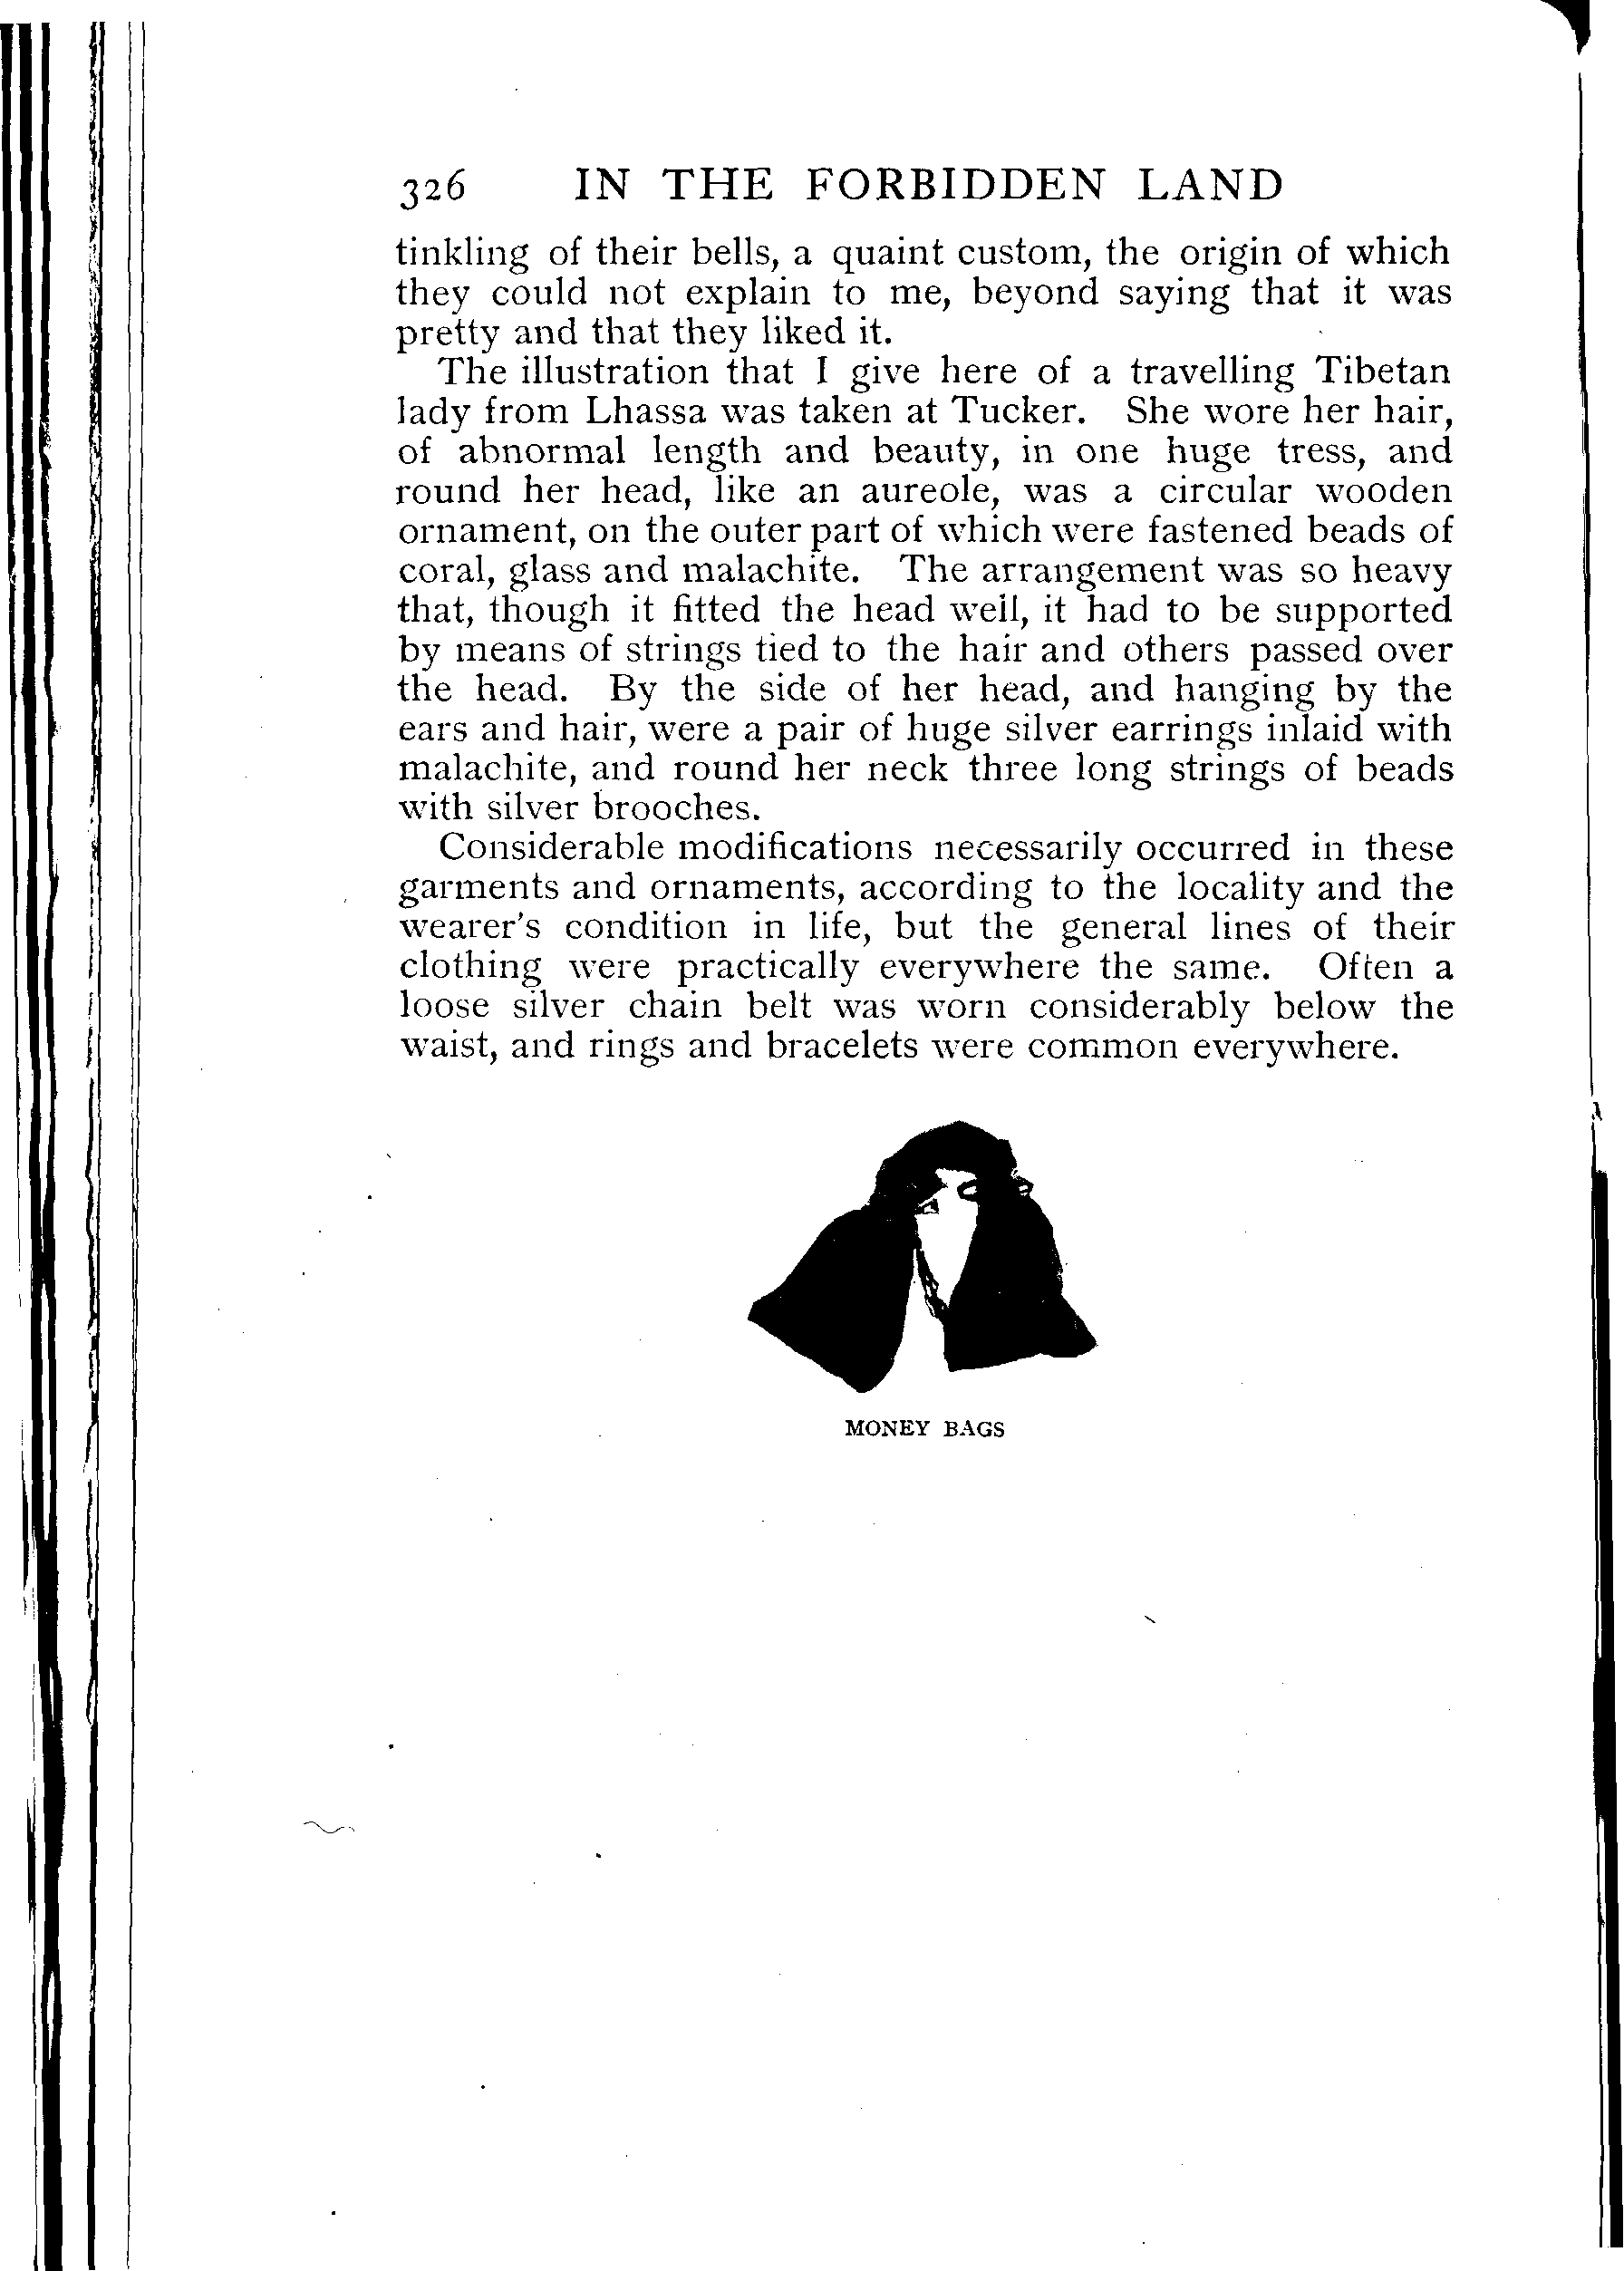 326 IN THE FORBIDDEN LAND
tinkling of their bells, a quaint custom, the origin of which
they could not explain to me, beyond saying that it was
pretty and that they liked it.
The illustration that I give here of a travelling Tibetan
lady from Lhassa was taken at Tucker. She wore her hair,
of abnormal length and beauty, in one huge tress, and
round her head, like an aureole, was a circular wooden
ornament, on the outer part of which were fastened beads of
coral, glass and malachite. The arrangement was so heavy
that, though it fitted the head well, it had to be supported
by means of strings tied to the hair and others passed over
the head. By the side of her head, and hanging by the
ears and hair, were a pair of huge silver earrings inlaid with
malachite, and round her neck three long strings of beads
with silver brooches.
Considerable modifications necessarily occurred in these
garments and ornaments, according to the locality and the
wearer's condition in life, but the general lines of their
clothing were practically everywhere the same. Often a
loose silver chain belt was worn considerably below the
waist, and rings and bracelets were common everywhere.
MONEY BAGS